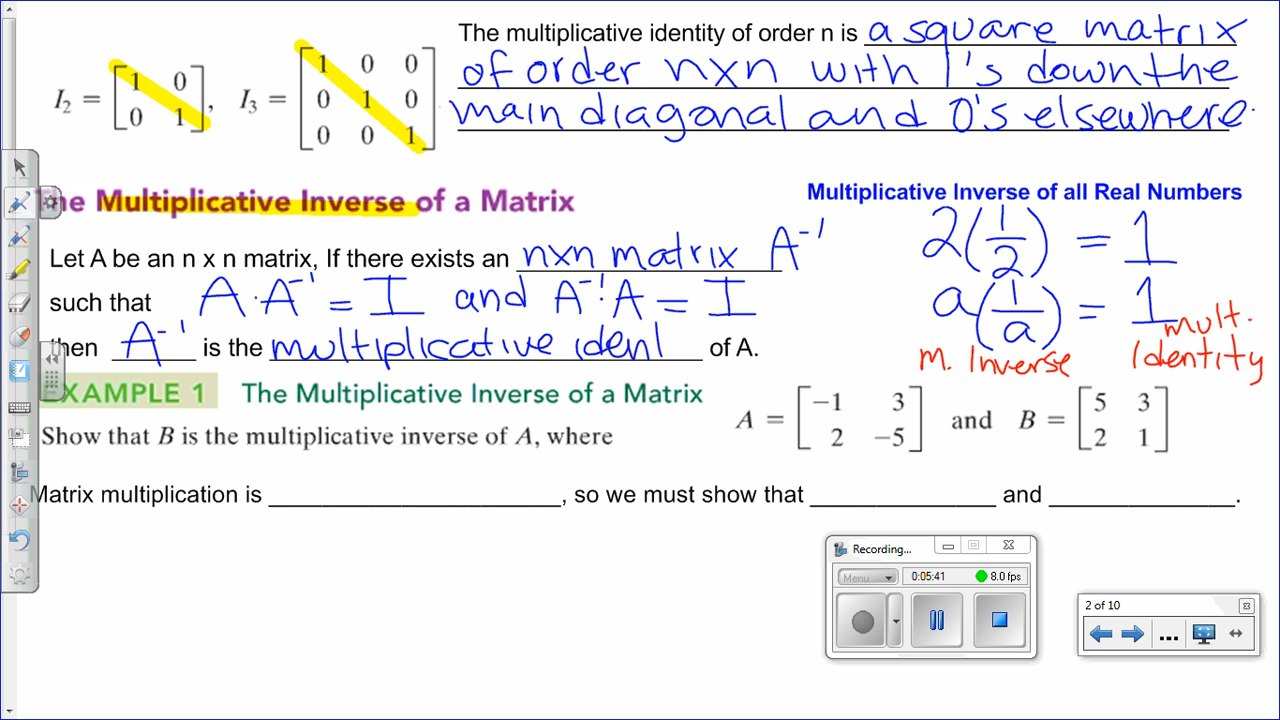 The multiplicative identity of order n is a square matrix
of order nxn with 1's down the
main diagonal and 0's elsewhere.
I₂ = [1 0; 0 1], I₃ = [1 0 0; 0 1 0; 0 0 1]
The Multiplicative Inverse of a Matrix
Multiplicative Inverse of all Real Numbers
2(1/2) = 1
Let A be an n x n matrix, If there exists an nxn matrix A⁻¹
such that A·A⁻¹ = I and A⁻¹·A = I
a(1/a) = 1
mult. Identity
m. Inverse
then A⁻¹ is the multiplicative iden of A.
EXAMPLE 1 The Multiplicative Inverse of a Matrix
Show that B is the multiplicative inverse of A, where
A = [-1 3; 2 -5] and B = [5 3; 2 1]
Matrix multiplication is ____________________, so we must show that ____________ and ____________.
Recording...
Menu
0:05:41
8.0 fps
2 of 10